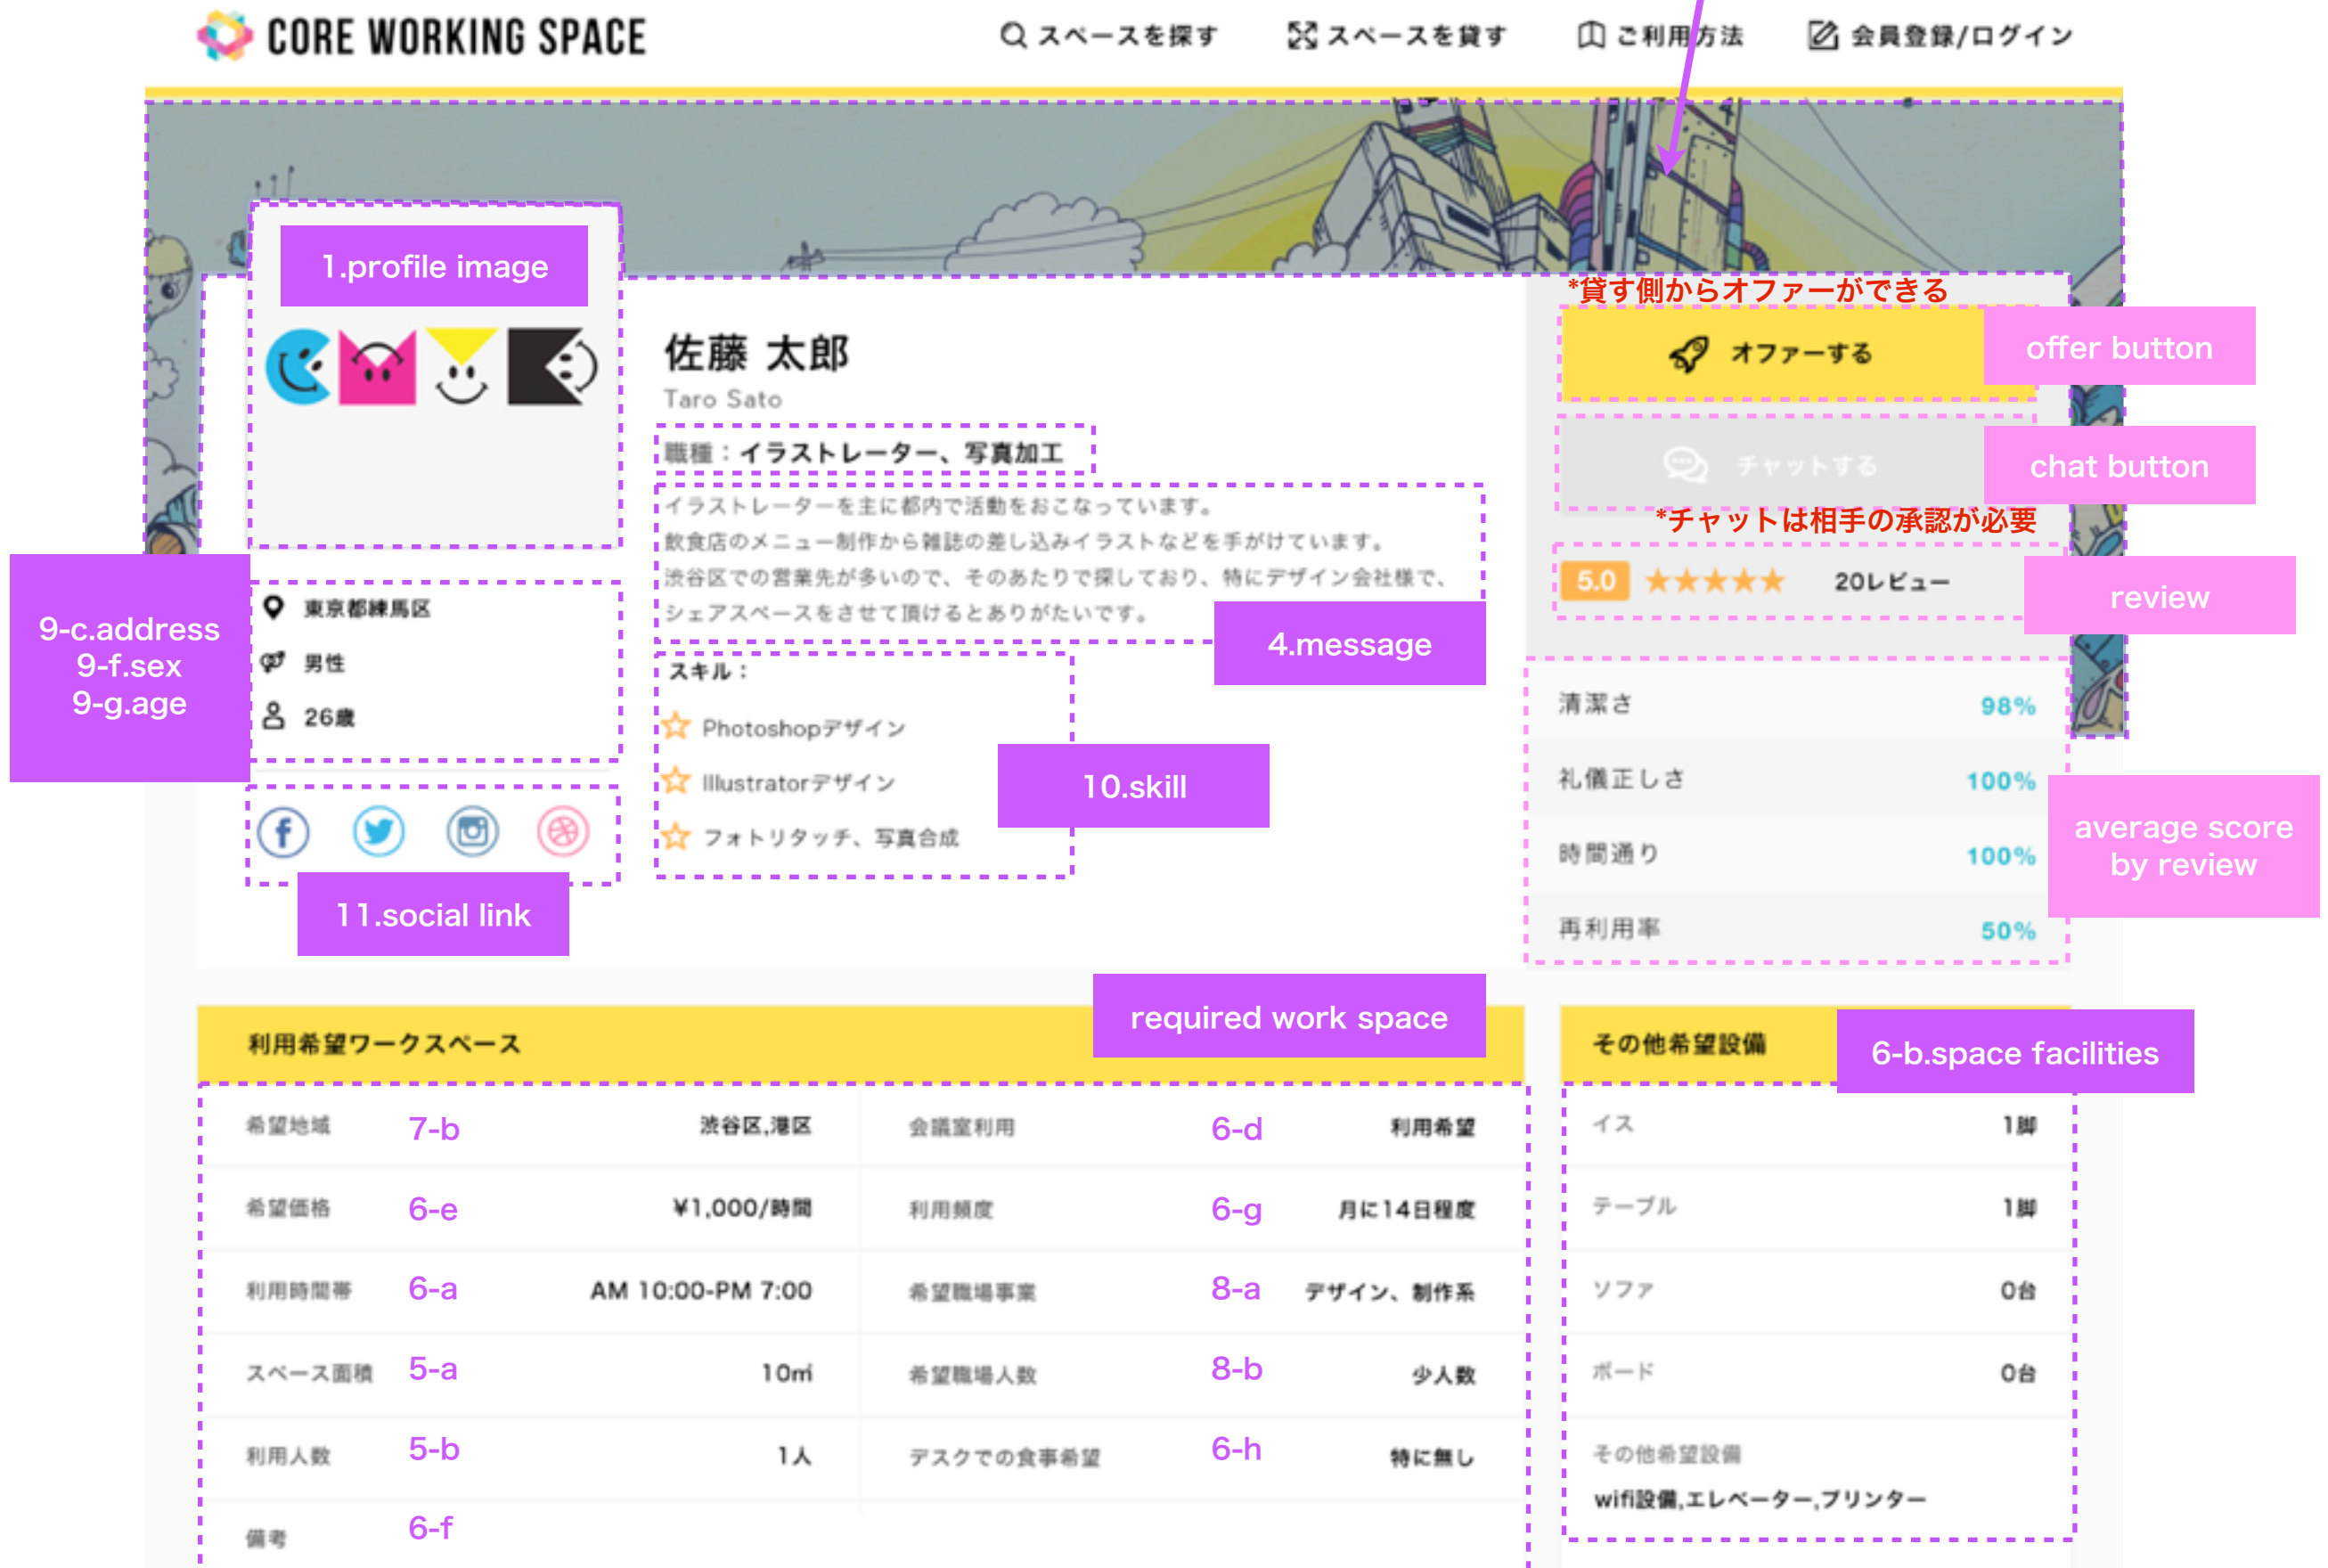 CORE WORKING SPACE
スペースを探す
スペースを貸す
ご利用方法
会員登録/ログイン
1.profile image
佐藤 太郎
Taro Sato
職種：イラストレーター、写真加工
イラストレーターを主に都内で活動をおこなっています。
飲食店のメニュー制作から雑誌の差し込みイラストなどを手がけています。
渋谷区での営業先が多いので、そのあたりで探しており、特にデザイン会社様で、
シェアスペースをさせて頂けるとありがたいです。
4.message
スキル：
Photoshopデザイン
Illustratorデザイン
フォトリタッチ、写真合成
10.skill
9-c.address
9-f.sex
9-g.age
東京都練馬区
男性
26歳
11.social link
*貸す側からオファーができる
オファーする
offer button
チャットする
chat button
*チャットは相手の承認が必要
5.0
20レビュー
review
清潔さ 98%
礼儀正しさ 100%
時間通り 100%
再利用率 50%
average score
by review
利用希望ワークスペース
required work space
希望地域 7-b 渋谷区,港区
会議室利用 6-d 利用希望
希望価格 6-e ¥1,000/時間
利用頻度 6-g 月に14日程度
利用時間帯 6-a AM 10:00-PM 7:00
希望職場事業 8-a デザイン、制作系
スペース面積 5-a 10㎡
希望職場人数 8-b 少人数
利用人数 5-b 1人
デスクでの食事希望 6-h 特に無し
備考 6-f
その他希望設備
6-b.space facilities
イス 1脚
テーブル 1脚
ソファ 0台
ボード 0台
その他希望設備
wifi設備,エレベーター,プリンター